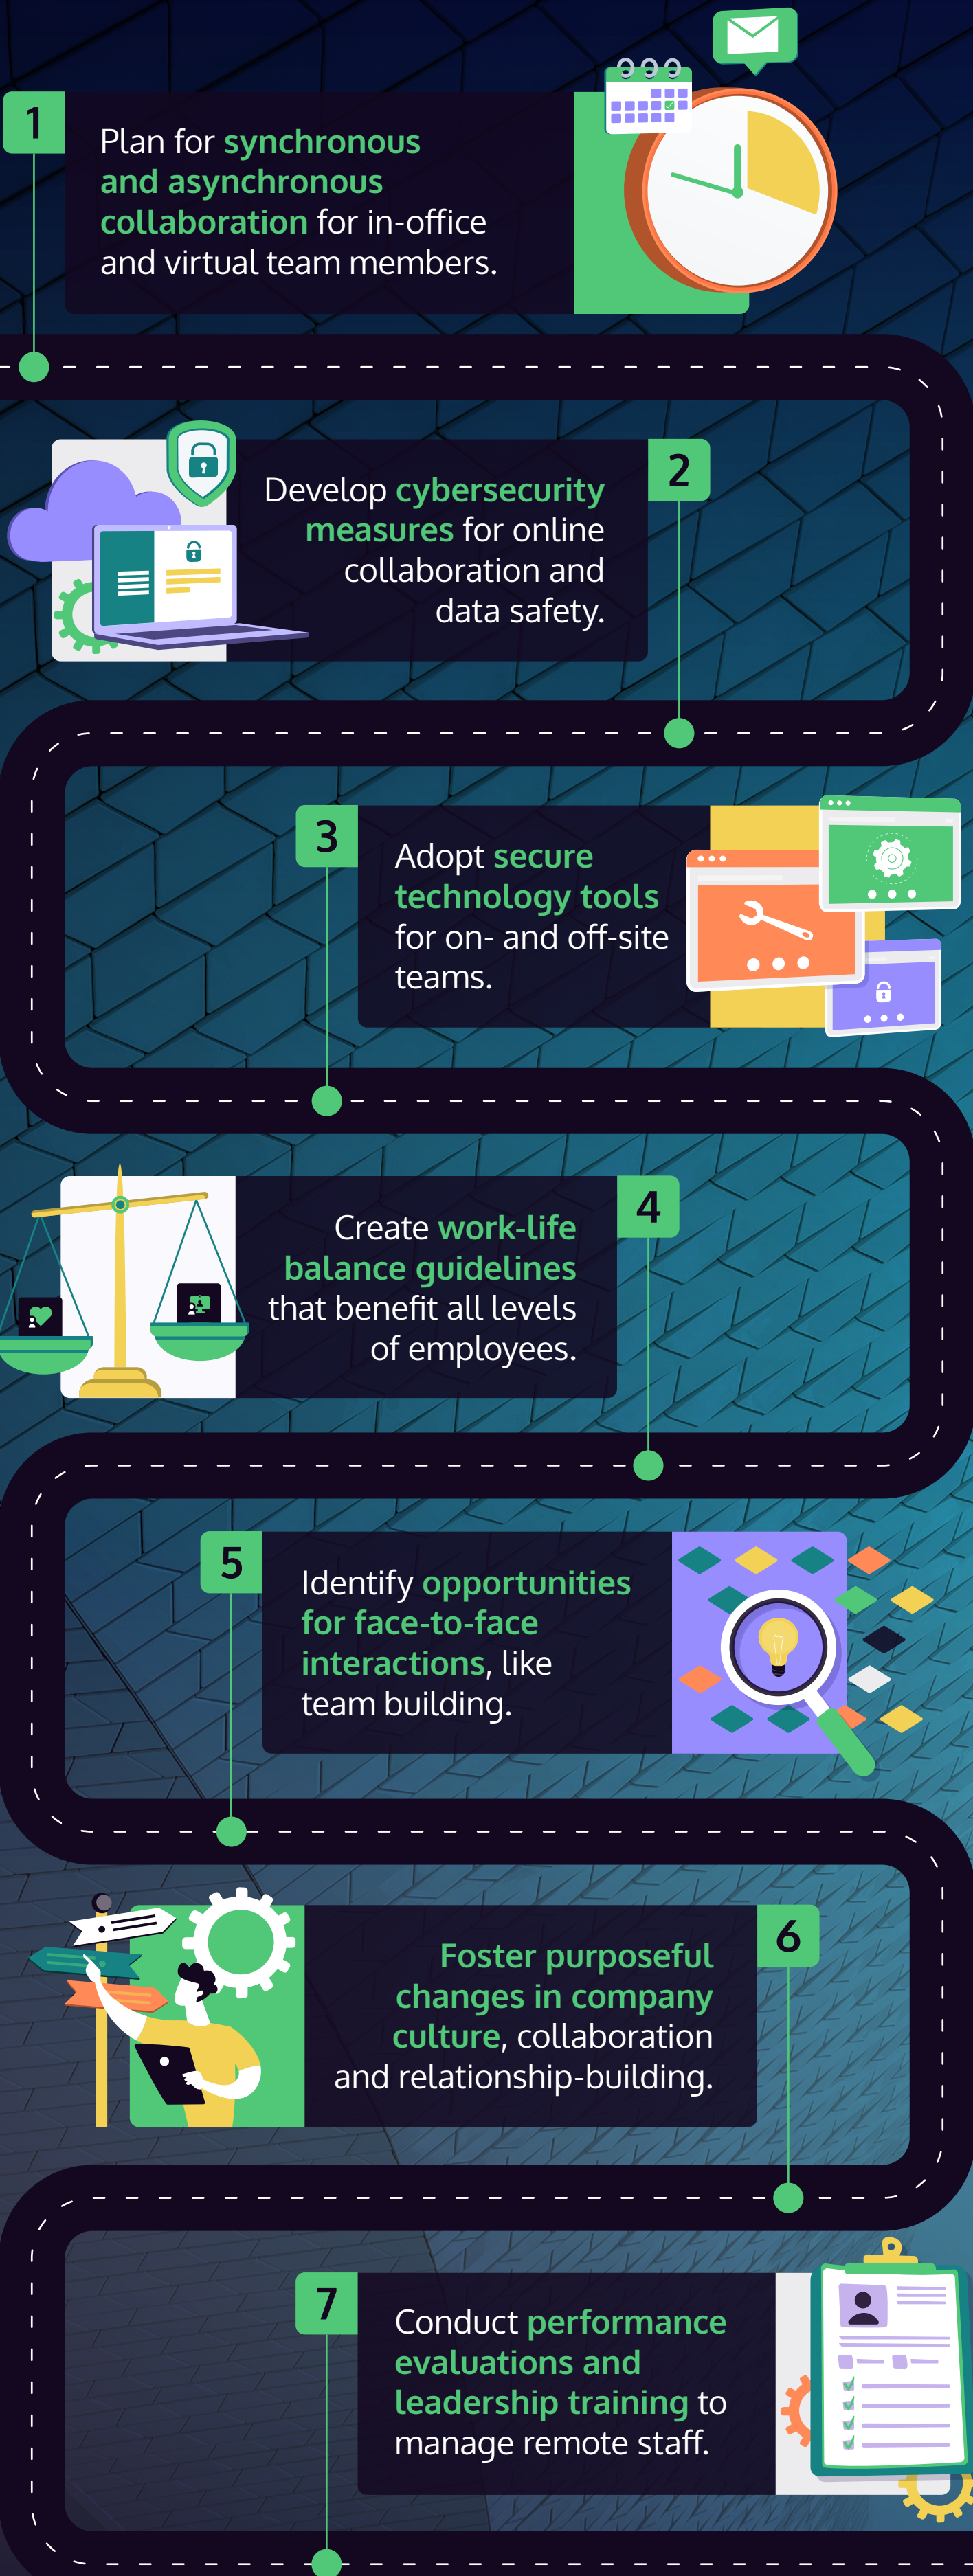 1
Plan for synchronous
and asynchronous
collaboration for in-office
and virtual team members.
2
Develop cybersecurity
measures for online
collaboration and
data safety.
3
Adopt secure
technology tools
for on- and off-site
teams.
4
Create work-life
balance guidelines
that benefit all levels
of employees.
5
Identify opportunities
for face-to-face
interactions, like
team building.
6
Foster purposeful
changes in company
culture, collaboration
and relationship-building.
7
Conduct performance
evaluations and
leadership training to
manage remote staff.